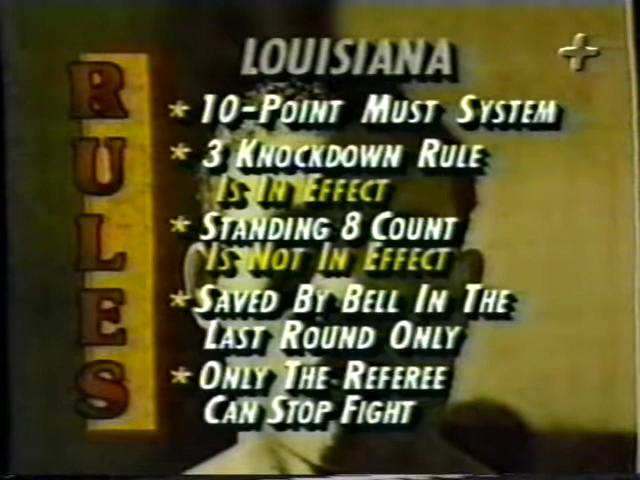 RULES
LOUISIANA
* 10-POINT MUST SYSTEM
* 3 KNOCKDOWN RULE
IS IN EFFECT
* STANDING 8 COUNT
IS NOT IN EFFECT
* SAVED BY BELL IN THE
LAST ROUND ONLY
* ONLY THE REFEREE
CAN STOP FIGHT